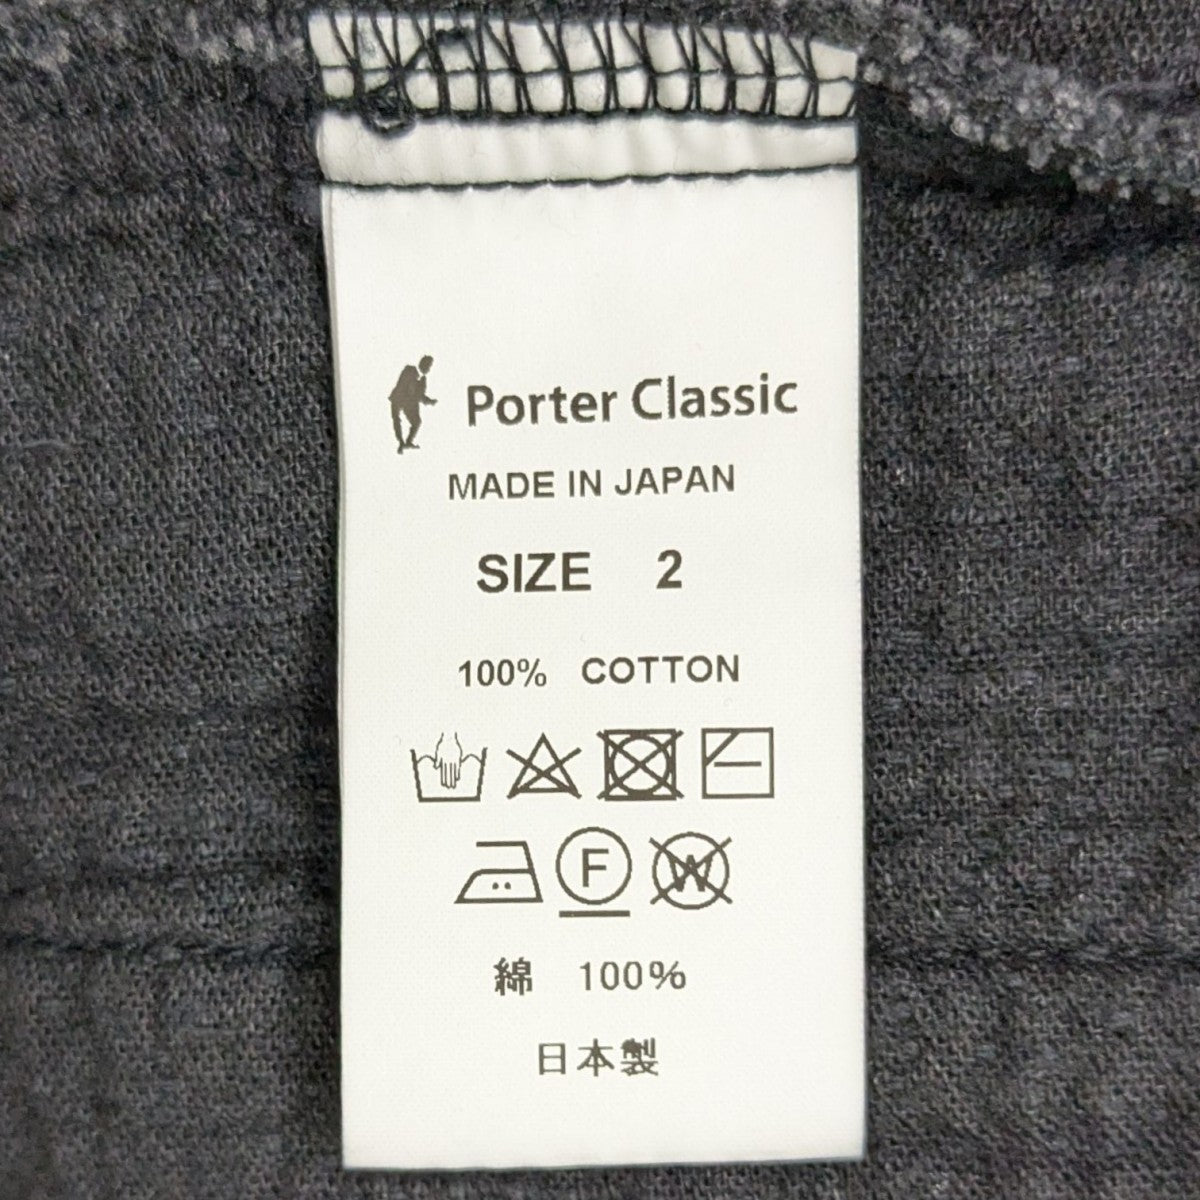 Porter Classic
MADE IN JAPAN
SIZE 2
100% COTTON
F W
綿 100%
日本製